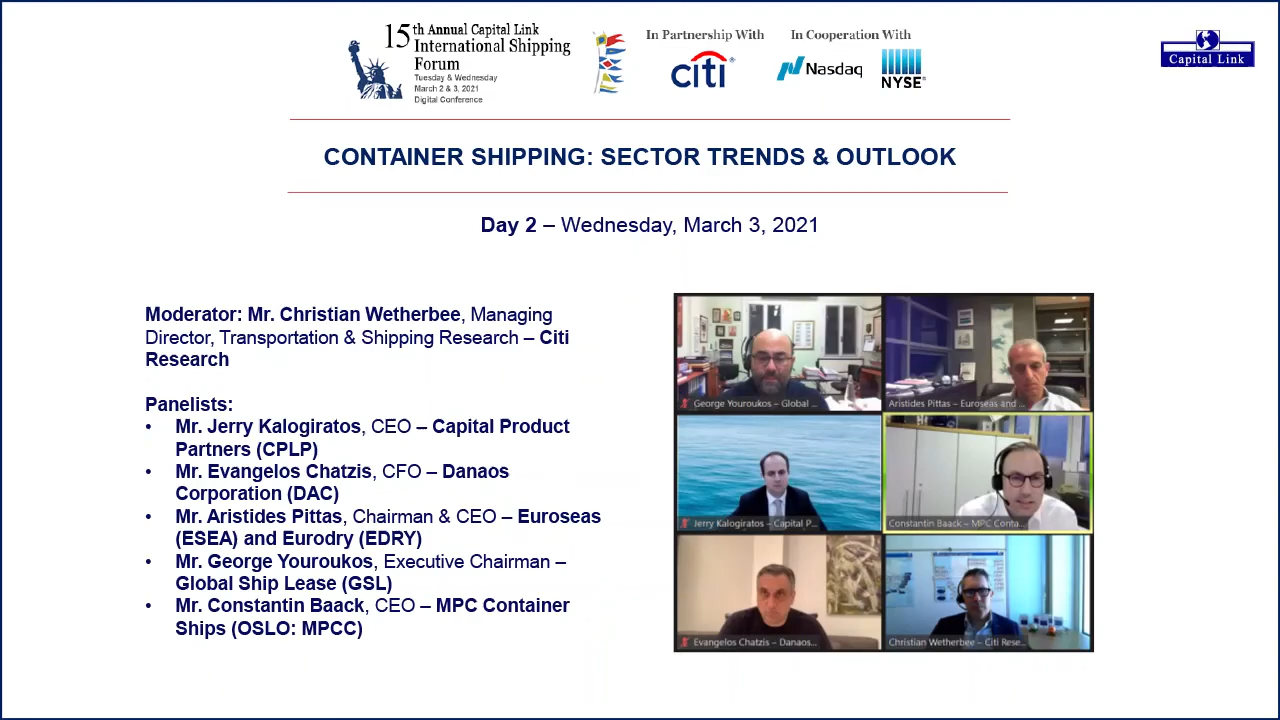 15th Annual Capital Link
International Shipping
Forum
Tuesday & Wednesday
March 2 & 3, 2021
Digital Conference
In Partnership With
citi
In Cooperation With
Nasdaq
NYSE
Capital Link
CONTAINER SHIPPING: SECTOR TRENDS & OUTLOOK
Day 2 – Wednesday, March 3, 2021
Moderator: Mr. Christian Wetherbee, Managing
Director, Transportation & Shipping Research – Citi
Research
Panelists:
• Mr. Jerry Kalogiratos, CEO – Capital Product
Partners (CPLP)
• Mr. Evangelos Chatzis, CFO – Danaos
Corporation (DAC)
• Mr. Aristides Pittas, Chairman & CEO – Euroseas
(ESEA) and Eurodry (EDRY)
• Mr. George Youroukos, Executive Chairman –
Global Ship Lease (GSL)
• Mr. Constantin Baack, CEO – MPC Container
Ships (OSLO: MPCC)
George Youroukos – Global ...
Aristides Pittas – Euroseas and ...
Jerry Kalogiratos – Capital P...
Constantin Baack – MPC Conta...
Evangelos Chatzis – Danaos...
Christian Wetherbee – Citi Rese...